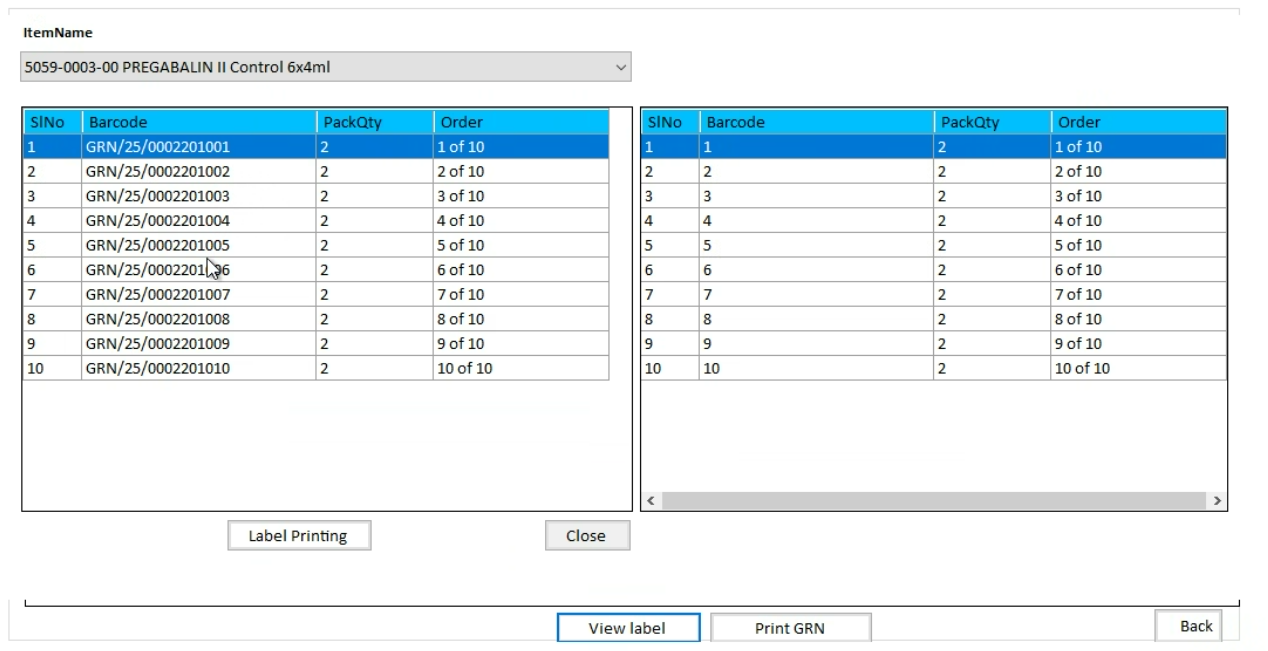 ItemName
5059-0003-00 PREGABALIN II Control 6x4ml
SlNo Barcode PackQty Order SlNo Barcode PackQty Order
1 GRN/25/0002201001 2 1 of 10 1 1 2 1 of 10
2 GRN/25/0002201002 2 2 of 10 2 2 2 2 of 10
3 GRN/25/0002201003 2 3 of 10 3 3 2 3 of 10
4 GRN/25/0002201004 2 4 of 10 4 4 2 4 of 10
5 GRN/25/0002201005 2 5 of 10 5 5 2 5 of 10
6 GRN/25/0002201006 2 6 of 10 6 6 2 6 of 10
7 GRN/25/0002201007 2 7 of 10 7 7 2 7 of 10
8 GRN/25/0002201008 2 8 of 10 8 8 2 8 of 10
9 GRN/25/0002201009 2 9 of 10 9 9 2 9 of 10
10 GRN/25/0002201010 2 10 of 10 10 10 2 10 of 10
Label Printing Close
View label Print GRN Back